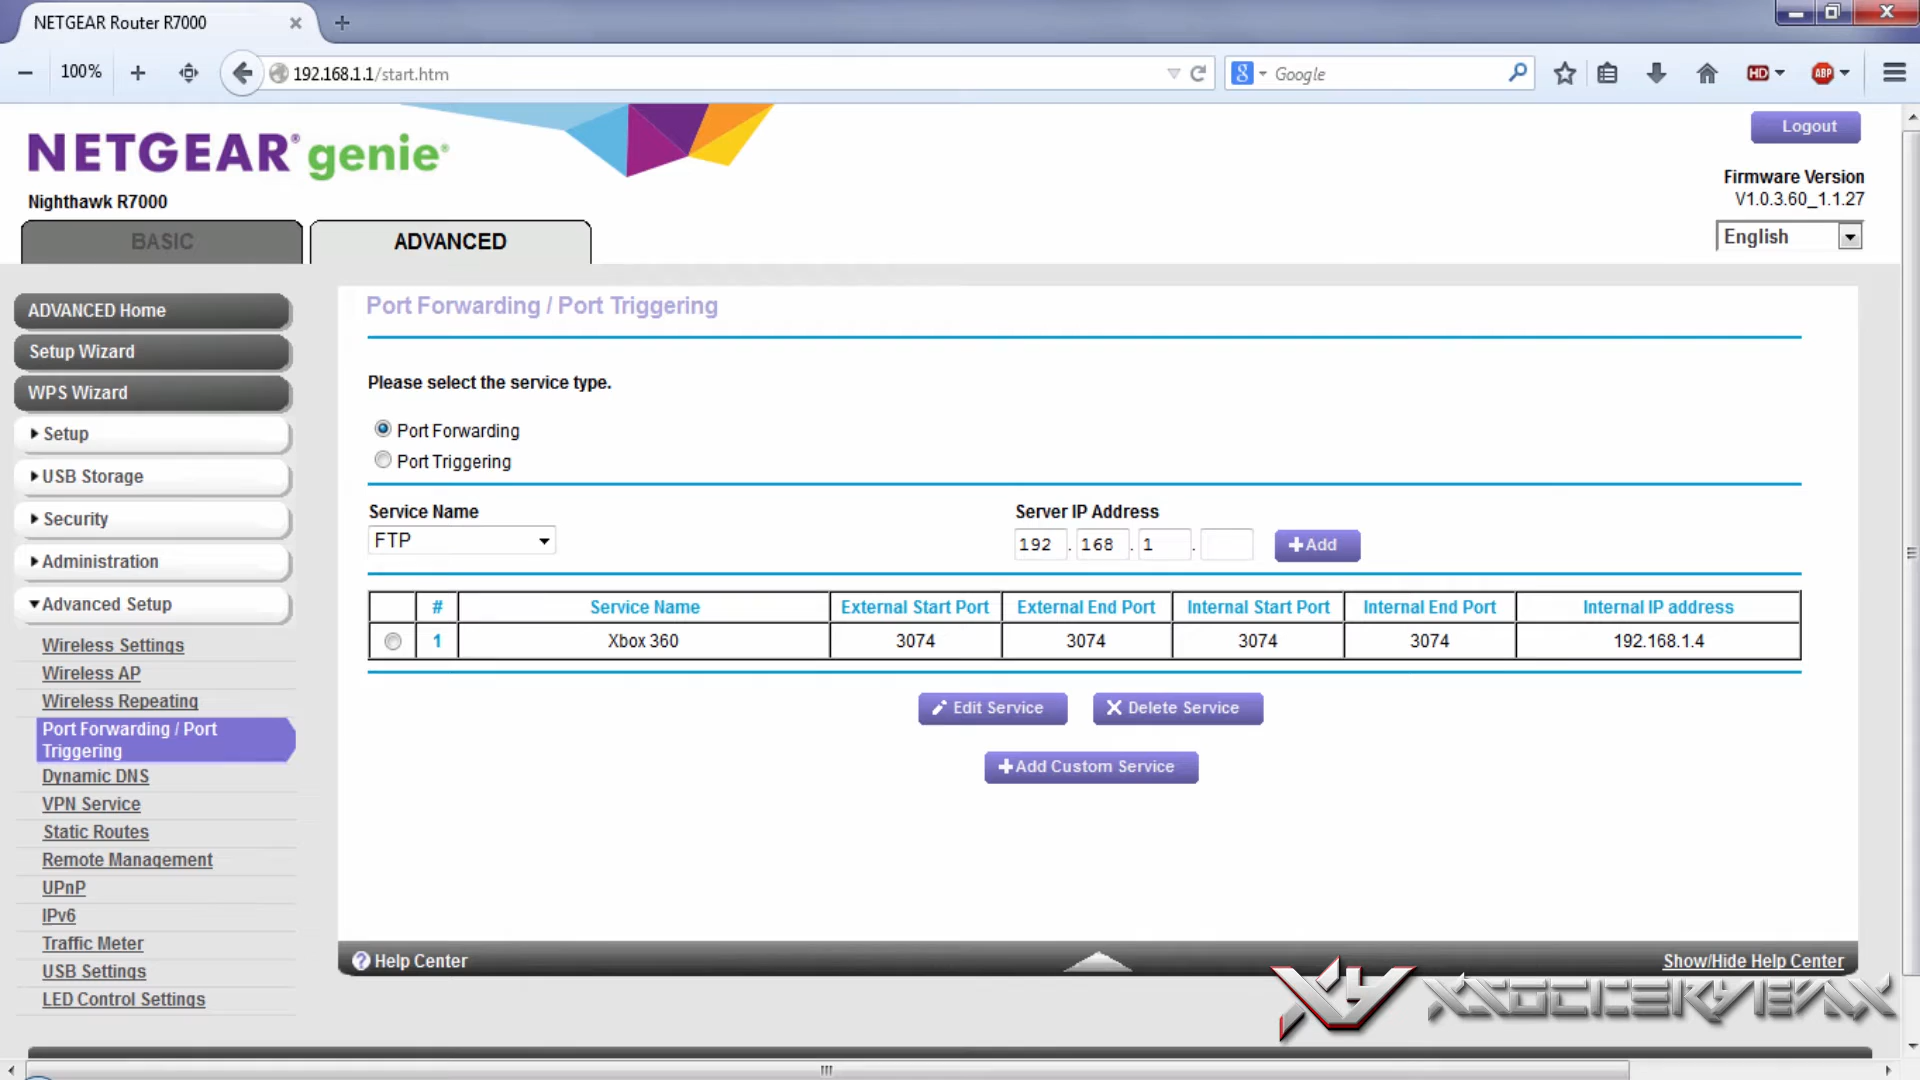 NETGEAR Router R7000
100%
192.168.1.1/start.htm
8
Google
HD
ABP
NETGEAR® genie®
Logout
Nighthawk R7000
Firmware Version
V1.0.3.60_1.1.27
BASIC
ADVANCED
English
ADVANCED Home
Setup Wizard
WPS Wizard
Setup
USB Storage
Security
Administration
Advanced Setup
Wireless Settings
Wireless AP
Wireless Repeating
Port Forwarding / Port
Triggering
Dynamic DNS
VPN Service
Static Routes
Remote Management
UPnP
IPv6
Traffic Meter
USB Settings
LED Control Settings
Port Forwarding / Port Triggering
Please select the service type.
Port Forwarding
Port Triggering
Service Name
Server IP Address
FTP
192 . 168 . 1 .
+Add
# Service Name External Start Port External End Port Internal Start Port Internal End Port Internal IP address
1 Xbox 360 3074 3074 3074 3074 192.168.1.4
Edit Service
Delete Service
+Add Custom Service
? Help Center
Show/Hide Help Center